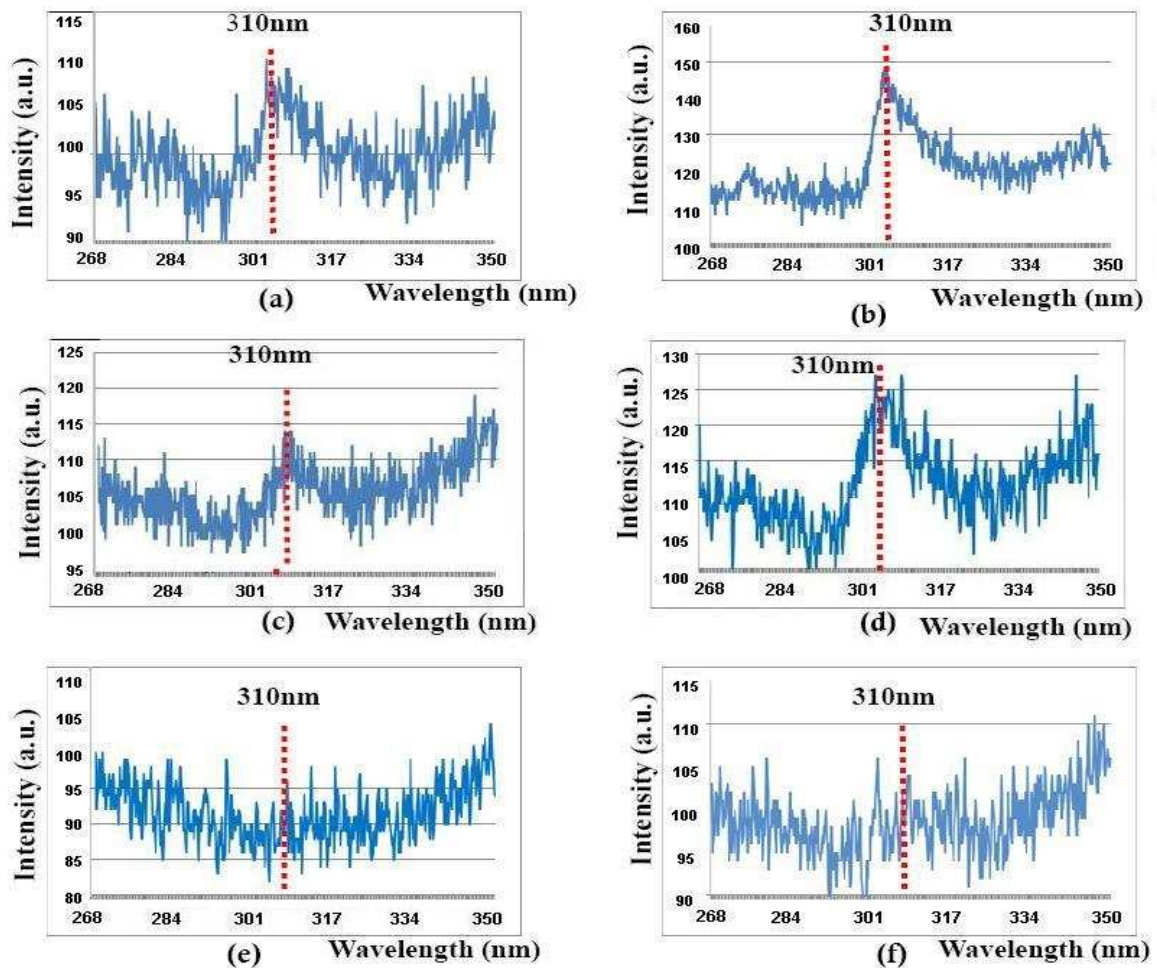 310nm
Intensity (a.u.)
115
110
105
100
95
90
268 284 301 317 334 350
Wavelength (nm)
(a)
310nm
Intensity (a.u.)
160
150
140
130
120
110
100
268 284 301 317 334 350
Wavelength (nm)
(b)
310nm
Intensity (a.u.)
125
120
115
110
105
100
95
268 284 301 317 334 350
(c) Wavelength (nm)
310nm
Intensity (a.u.)
130
125
120
115
110
105
100
268 284 301 317 334 350
(d) Wavelength (nm)
310nm
Intensity (a.u.)
110
105
100
95
90
85
80
268 284 301 317 334 350
(e) Wavelength (nm)
310nm
Intensity (a.u.)
115
110
105
100
95
90
268 284 301 317 334 350
(f) Wavelength (nm)